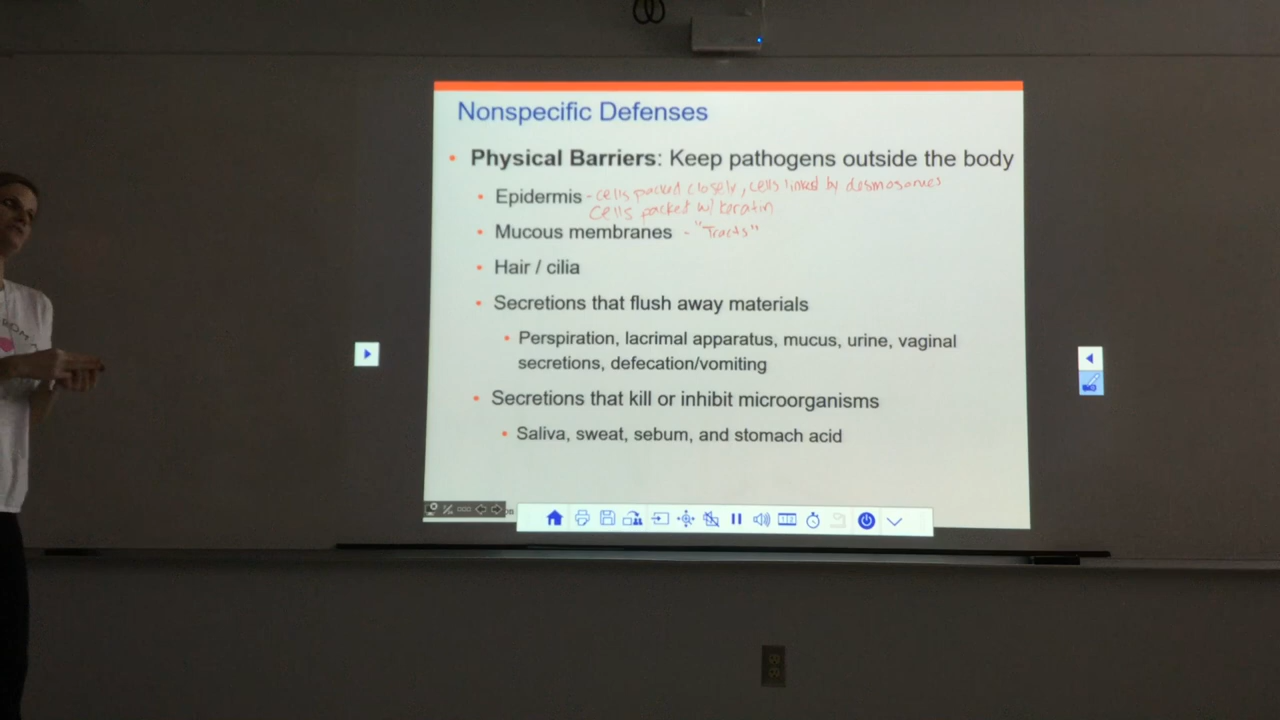 Nonspecific Defenses
• Physical Barriers: Keep pathogens outside the body
• Epidermis - cells packed closely, cells linked by desmosomes
cells packed w/ keratin
• Mucous membranes - "Tracts"
• Hair / cilia
• Secretions that flush away materials
• Perspiration, lacrimal apparatus, mucus, urine, vaginal
secretions, defecation/vomiting
• Secretions that kill or inhibit microorganisms
• Saliva, sweat, sebum, and stomach acid